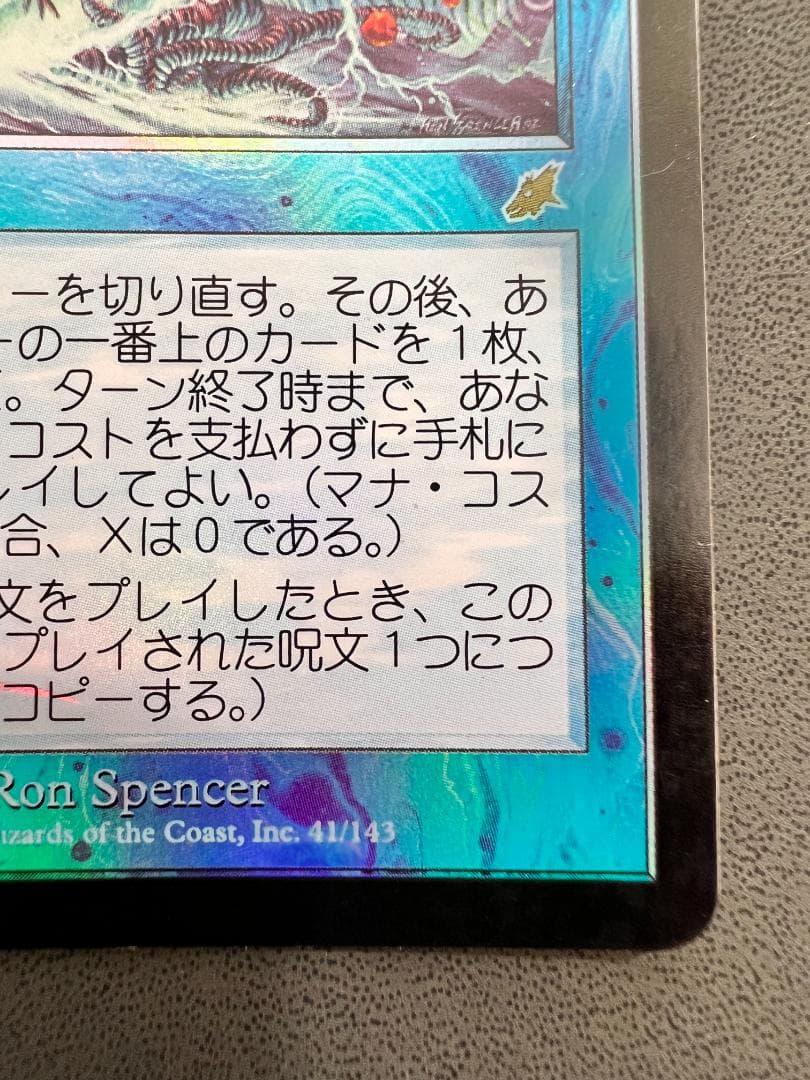 ーを切り直す。その後、あ
ーの一番上のカードを1枚、
。ターン終了時まで、あな
コストを支払わずに手札に
レイしてよい。(マナ・コス
合、Xは0である。)
文をプレイしたとき、この
プレイされた呪文1つにつ
コピーする。)
Ron Spencer
izards of the Coast, Inc. 41/143